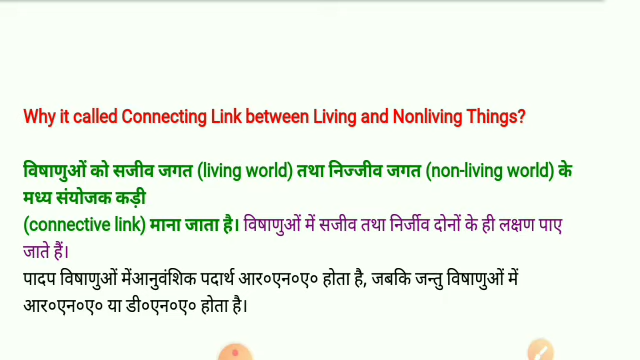 Why it called Connecting Link between Living and Nonliving Things?
विषाणुओं को सजीव जगत (living world) तथा निज्जीव जगत (non-living world) के
मध्य संयोजक कड़ी
(connective link) माना जाता है। विषाणुओं में सजीव तथा निर्जीव दोनों के ही लक्षण पाए
जाते हैं।
पादप विषाणुओं मेंआनुवंशिक पदार्थ आर०एन०ए० होता है, जबकि जन्तु विषाणुओं में
आर०एन०ए० या डी०एन०ए० होता है।